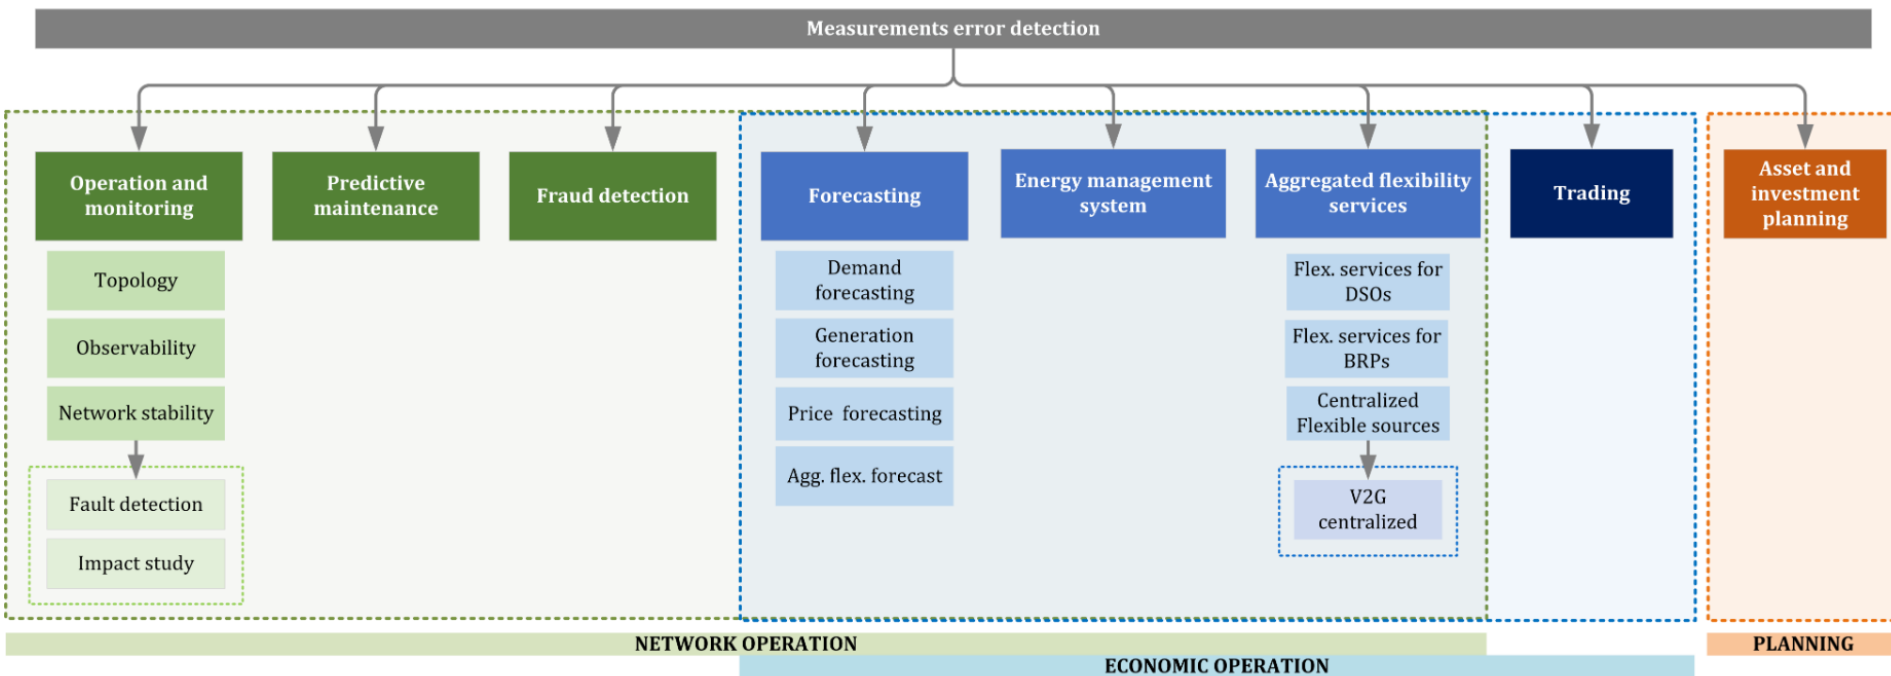 Measurements error detection
Operation and
monitoring
Predictive
maintenance
Fraud detection
Forecasting
Energy management
system
Aggregated flexibility
services
Trading
Asset and
investment
planning
Topology
Observability
Network stability
Fault detection
Impact study
Demand
forecasting
Generation
forecasting
Price forecasting
Agg. flex. forecast
Flex. services for
DSOs
Flex. services for
BRPs
Centralized
Flexible sources
V2G
centralized
NETWORK OPERATION
PLANNING
ECONOMIC OPERATION